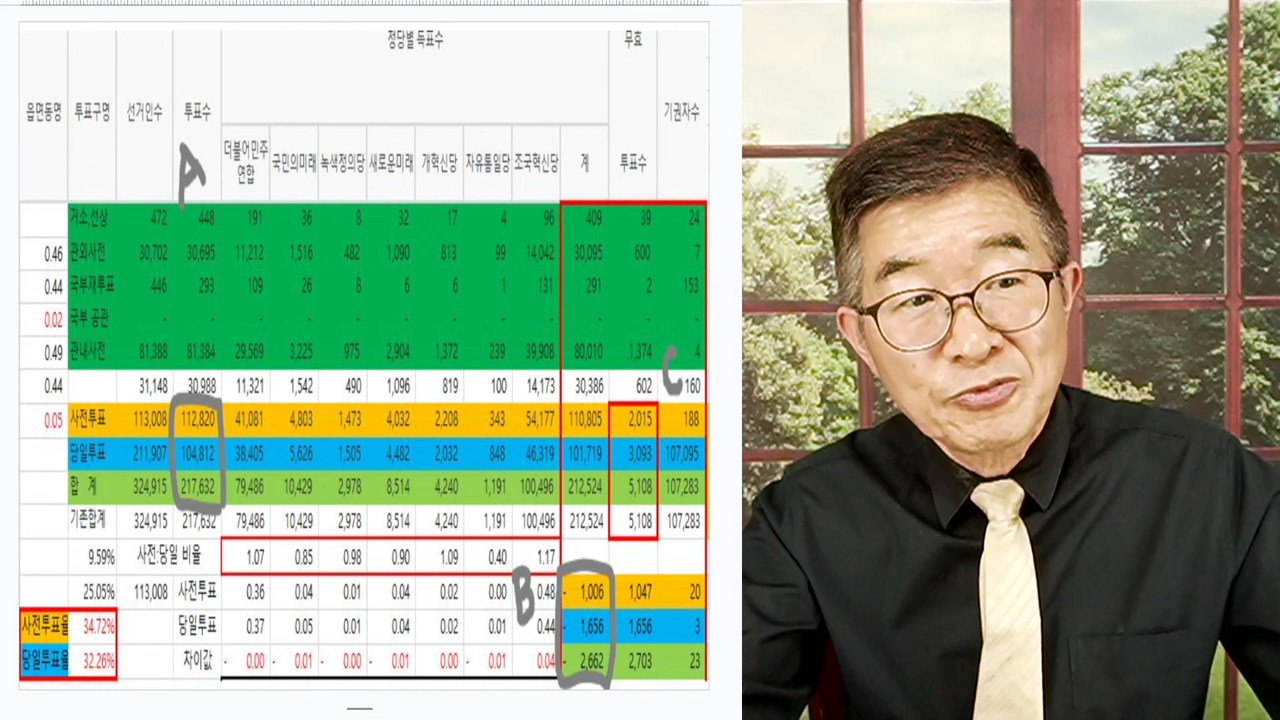 정당별 득표수 무효
읍면동명 투표구명 선거인수 투표수 기권자수
더불어민주연합 국민의미래 녹색정의당 새로운미래 개혁신당 자유통일당 조국혁신당 계 투표수
A
거소,선상 472 448 191 36 8 32 17 4 96 409 39 24
0.46 관외사전 30,702 30,695 11,212 1,516 482 1,090 813 99 14,042 30,095 600 7
0.44 국부재투표 446 293 109 26 8 6 6 1 131 291 2 153
0.02 국부 공관 - - - - - - - - - - -
0.49 관내사전 81,388 81,384 29,569 3,225 975 2,904 1,372 239 39,908 80,010 1,374 4
C
0.44 31,148 30,988 11,321 1,542 490 1,096 819 100 14,173 30,386 602 160
0.05 사전투표 113,008 112,820 41,081 4,803 1,473 4,032 2,208 343 54,177 110,805 2,015 188
당일투표 211,907 104,812 38,405 5,626 1,505 4,482 2,032 848 46,319 101,719 3,093 107,095
합 계 324,915 217,632 79,486 10,429 2,978 8,514 4,240 1,191 100,496 212,524 5,108 107,283
기존합계 324,915 217,632 79,486 10,429 2,978 8,514 4,240 1,191 100,496 212,524 5,108 107,283
9.59% 사전:당일 비율 1.07 0.85 0.98 0.90 1.09 0.40 1.17
B
25.05% 113,008 사전투표 0.36 0.04 0.01 0.04 0.02 0.00 0.48 - 1,006 1,047 20
사전투표율 34.72% 당일투표 0.37 0.05 0.01 0.04 0.02 0.01 0.44 - 1,656 1,656 3
당일투표율 32.26% 차이값 - 0.00 - 0.01 - 0.00 - 0.01 0.00 - 0.01 0.04 - 2,662 2,703 23